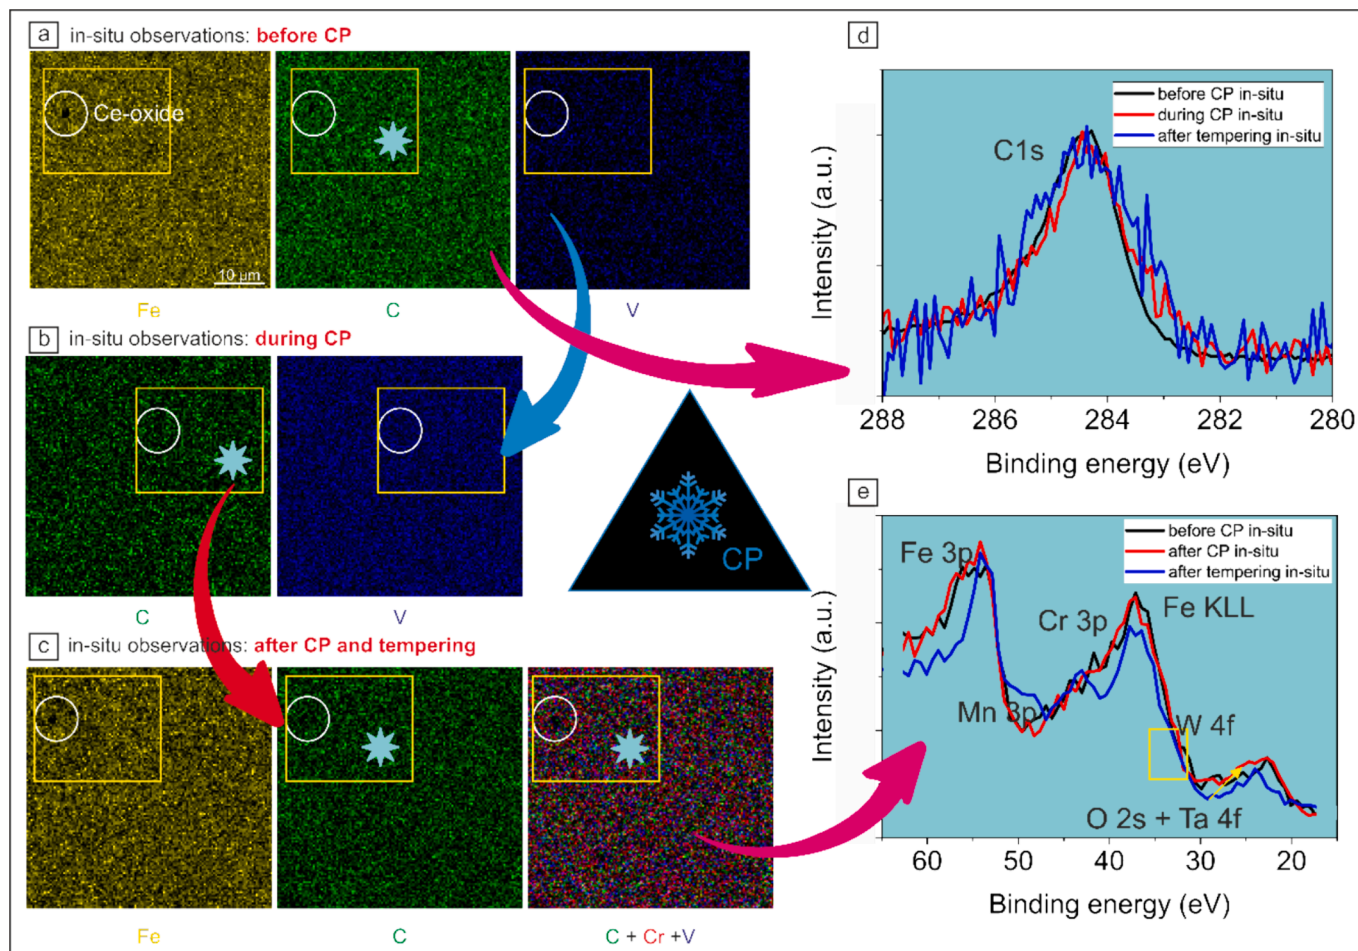 a in-situ observations: before CP
Ce-oxide
10 µm
Fe
C
V
b in-situ observations: during CP
C
V
CP
c in-situ observations: after CP and tempering
Fe
C
C + Cr +V
d
before CP in-situ
during CP in-situ
after tempering in-situ
C1s
Intensity (a.u.)
288 286 284 282 280
Binding energy (eV)
e
before CP in-situ
after CP in-situ
after tempering in-situ
Fe 3p
Cr 3p
Fe KLL
Mn 3p
W 4f
O 2s + Ta 4f
Intensity (a.u.)
60 50 40 30 20
Binding energy (eV)